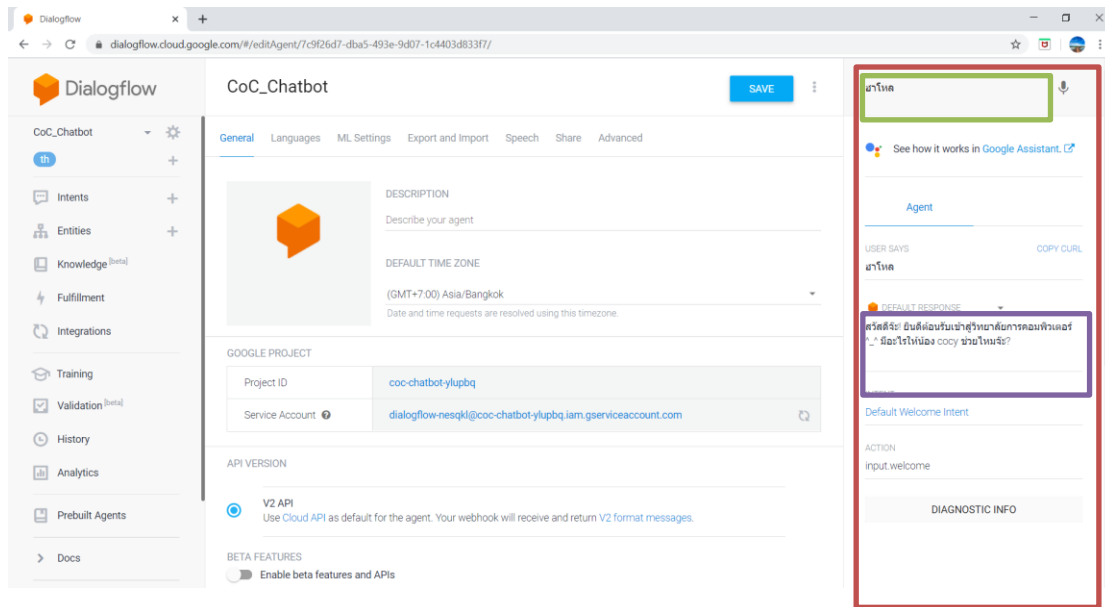 Dialogflow
dialogflow.cloud.google.com/#/editAgent/7c9f26d7-dba5-493e-9d07-1c4403d833f7/
Dialogflow
CoC_Chatbot
th
Intents
Entities
Knowledge [beta]
Fulfillment
Integrations
Training
Validation [beta]
History
Analytics
Prebuilt Agents
Docs
CoC_Chatbot
SAVE
General Languages ML Settings Export and Import Speech Share Advanced
DESCRIPTION
Describe your agent
DEFAULT TIME ZONE
(GMT+7:00) Asia/Bangkok
Date and time requests are resolved using this timezone.
GOOGLE PROJECT
Project ID coc-chatbot-ylupbq
Service Account dialogflow-nesqkl@coc-chatbot-ylupbq.iam.gserviceaccount.com
API VERSION
V2 API
Use Cloud API as default for the agent. Your webhook will receive and return V2 format messages.
BETA FEATURES
Enable beta features and APIs
ฮาโหล
See how it works in Google Assistant.
Agent
USER SAYS COPY CURL
ฮาโหล
DEFAULT RESPONSE
สวัสดีจ้ะ! ยินดีต้อนรับเข้าสู่วิทยาลัยการคอมพิวเตอร์
^_^ มีอะไรให้น้อง cocy ช่วยไหมจ๊ะ?
INTENT
Default Welcome Intent
ACTION
input.welcome
DIAGNOSTIC INFO